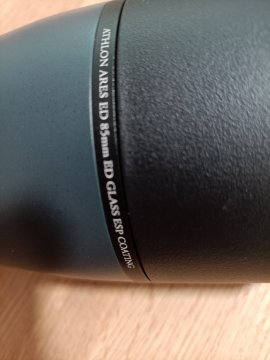 ATHLON ARES ED 85mm ED GLASS ESP COATING